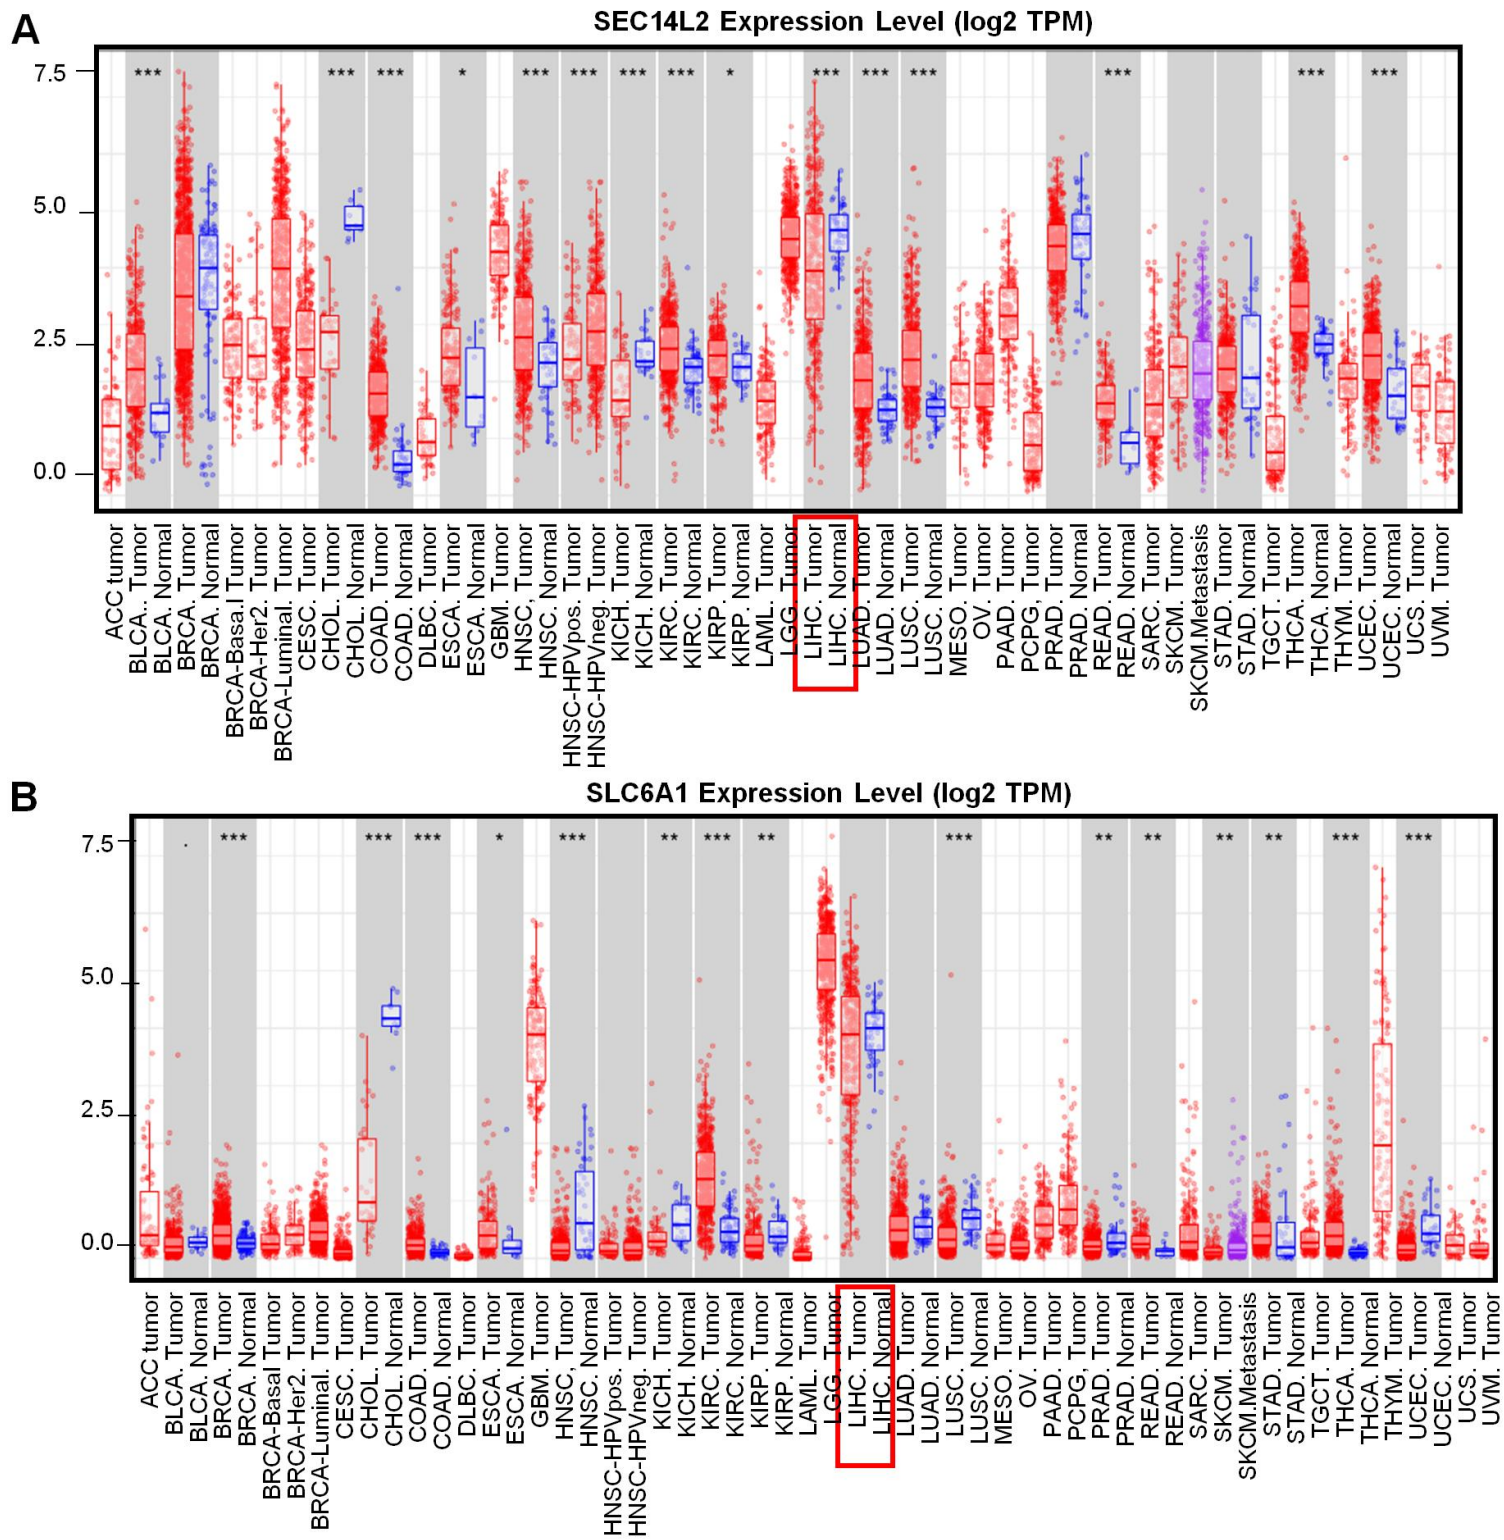 A
SEC14L2 Expression Level (log2 TPM)
7.5
5.0
2.5
0.0
*** *** *** * *** *** *** *** * *** *** *** *** *** ***
ACC tumor
BLCA.. Tumor
BLCA. Normal
BRCA. Tumor
BRCA. Normal
BRCA-Basa.l Tumor
BRCA-Her2. Tumor
BRCA-Luminal. Tumor
CESC. Tumor
CHOL. Tumor
CHOL. Normal
COAD. Tumor
COAD. Normal
DLBC. Tumor
ESCA. Tumor
ESCA. Normal
GBM. Tumor
HNSC, Tumor
HNSC. Normal
HNSC-HPVpos. Tumor
HNSC-HPVneg. Tumor
KICH. Tumor
KICH. Normal
KIRC. Tumor
KIRC. Normal
KIRP. Tumor
KIRP. Normal
LAML. Tumor
LGG. Tumor
LIHC. Tumor
LIHC. Normal
LUAD. Tumor
LUAD. Normal
LUSC. Tumor
LUSC. Normal
MESO. Tumor
OV. Tumor
PAAD. Tumor
PCPG, Tumor
PRAD. Tumor
PRAD. Normal
READ. Tumor
READ. Normal
SARC. Tumor
SKCM. Tumor
SKCM.Metastasis
STAD. Tumor
STAD. Normal
TGCT. Tumor
THCA. Tumor
THCA. Normal
THYM. Tumor
UCEC. Tumor
UCEC. Normal
UCS. Tumor
UVM. Tumor
B
SLC6A1 Expression Level (log2 TPM)
7.5
5.0
2.5
0.0
. *** *** *** * *** ** *** ** *** ** ** ** ** *** ***
ACC tumor
BLCA. Tumor
BLCA. Normal
BRCA. Tumor
BRCA. Normal
BRCA-Basal Tumor
BRCA-Her2. Tumor
BRCA-Luminal. Tumor
CESC. Tumor
CHOL. Tumor
CHOL. Normal
COAD. Tumor
COAD. Normal
DLBC. Tumor
ESCA. Tumor
ESCA. Normal
GBM. Tumor
HNSC, Tumor
HNSC. Normal
HNSC-HPVpos. Tumor
HNSC-HPVneg. Tumor
KICH. Tumor
KICH. Normal
KIRC. Tumor
KIRC. Normal
KIRP. Tumor
KIRP. Normal
LAML. Tumor
LGG. Tumor
LIHC. Tumor
LIHC. Normal
LUAD. Tumor
LUAD. Normal
LUSC. Tumor
LUSC. Normal
MESO. Tumor
OV. Tumor
PAAD. Tumor
PCPG, Tumor
PRAD. Tumor
PRAD. Normal
READ. Tumor
READ. Normal
SARC. Tumor
SKCM. Tumor
SKCM.Metastasis
STAD. Tumor
STAD. Normal
TGCT. Tumor
THCA. Tumor
THCA. Normal
THYM. Tumor
UCEC. Tumor
UCEC. Normal
UCS. Tumor
UVM. Tumor